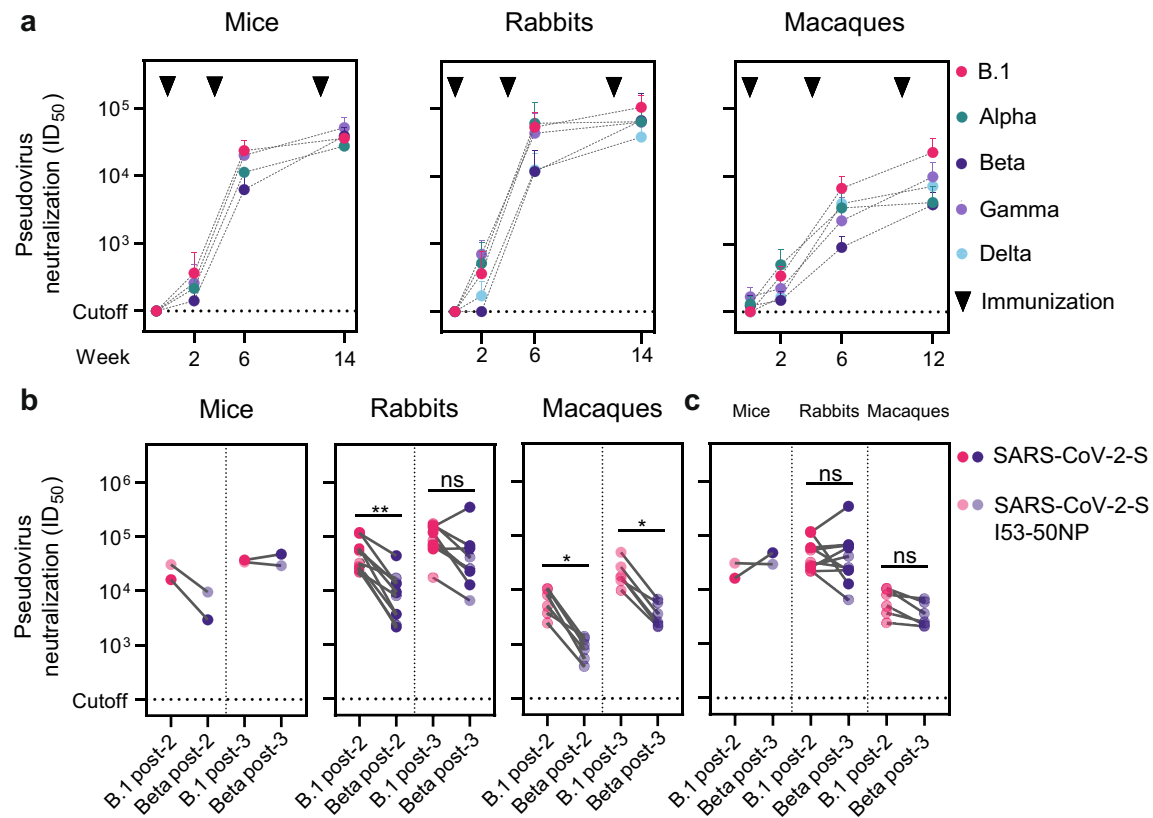 a
Mice
Rabbits
Macaques
Pseudovirus
neutralization (ID50)
10^5
10^4
10^3
Cutoff
Week
2 6 14
2 6 14
2 6 12
B.1
Alpha
Beta
Gamma
Delta
Immunization
b
Mice
Rabbits
Macaques
c
Mice Rabbits Macaques
Pseudovirus
neutralization (ID50)
10^6
10^5
10^4
10^3
Cutoff
**
ns
*
*
ns
ns
B.1 post-2
Beta post-2
B.1 post-3
Beta post-3
B.1 post-2
Beta post-2
B.1 post-3
Beta post-3
B.1 post-2
Beta post-2
B.1 post-3
Beta post-3
B.1 post-2
Beta post-3
B.1 post-2
Beta post-3
B.1 post-2
Beta post-3
SARS-CoV-2-S
SARS-CoV-2-S
I53-50NP